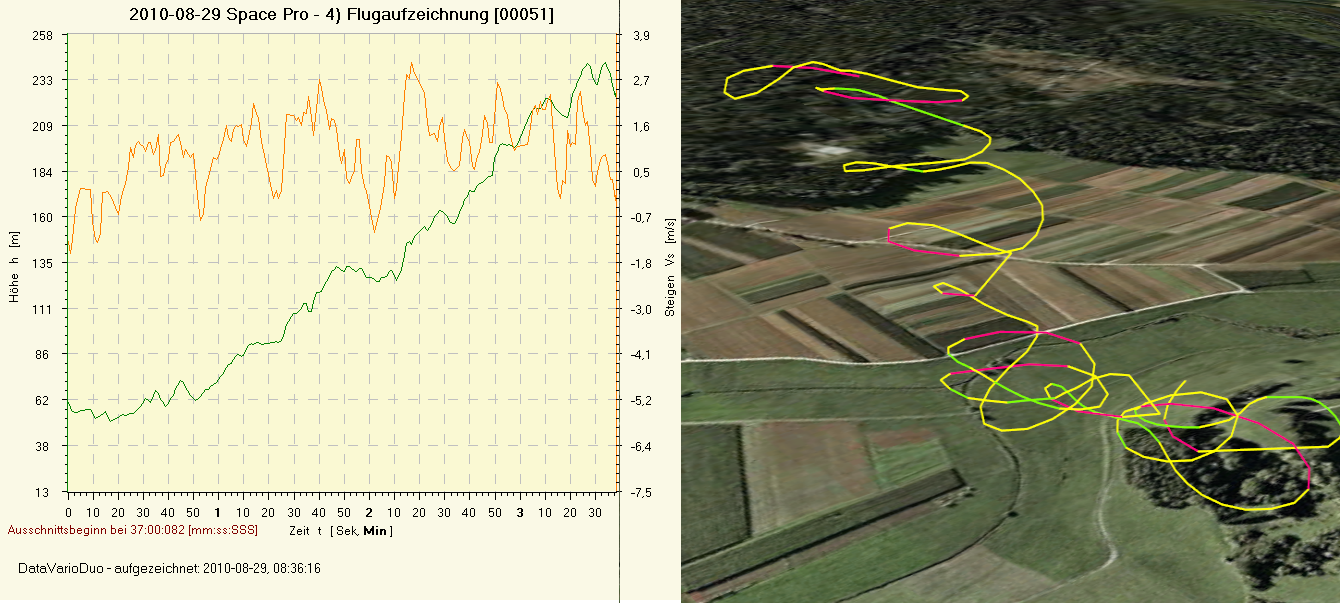 2010-08-29 Space Pro - 4) Flugaufzeichnung [00051]
258 3,9
233 2,7
209 1,6
184 0,5
160 -0,7
135 -1,8
111 -3,0
86 -4,1
62 -5,2
38 -6,4
13 -7,5
Höhe h [m]
Steigen Vs [m/s]
0 10 20 30 40 50 1 10 20 30 40 50 2 10 20 30 40 50 3 10 20 30
Ausschnittsbeginn bei 37:00:082 [mm:ss:SSS] Zeit t [ Sek, Min ]
DataVarioDuo - aufgezeichnet: 2010-08-29, 08:36:16